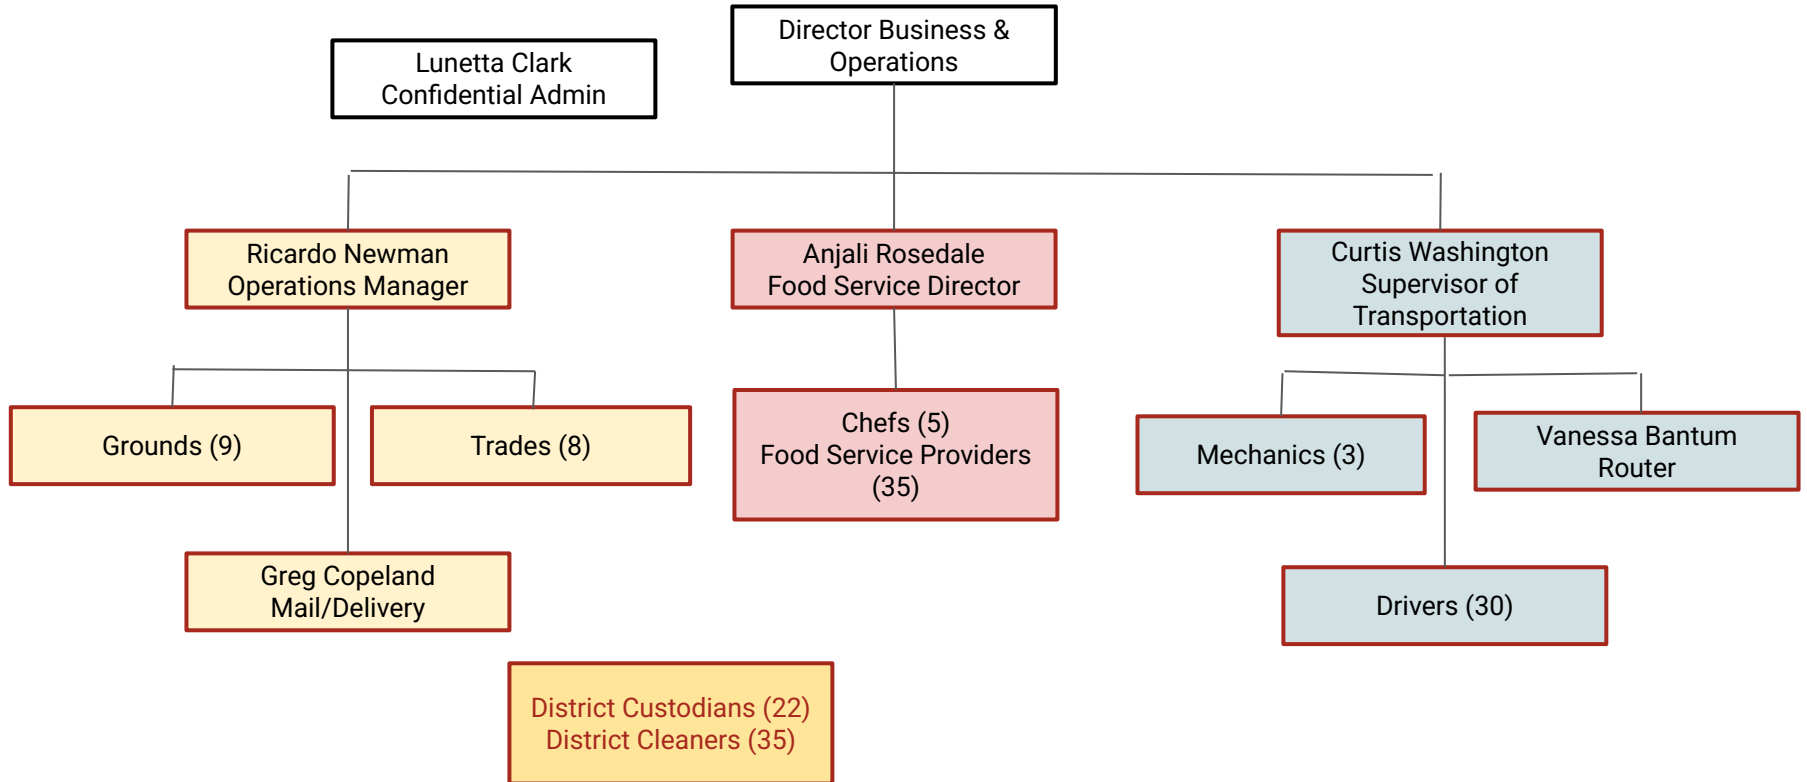 Director Business &
Operations
Lunetta Clark
Confidential Admin
Ricardo Newman
Operations Manager
Anjali Rosedale
Food Service Director
Curtis Washington
Supervisor of
Transportation
Grounds (9)
Trades (8)
Chefs (5)
Food Service Providers
(35)
Mechanics (3)
Vanessa Bantum
Router
Greg Copeland
Mail/Delivery
Drivers (30)
District Custodians (22)
District Cleaners (35)